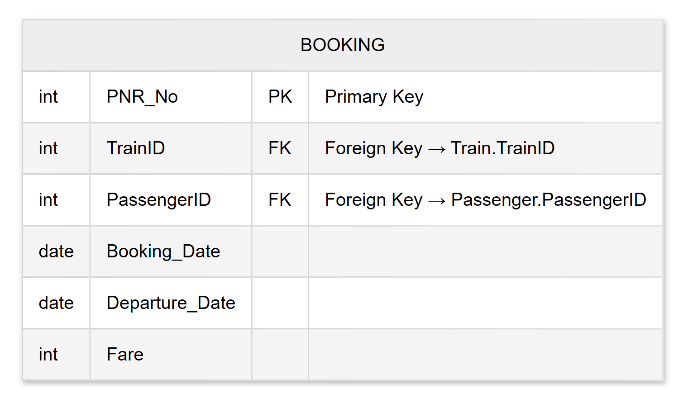 BOOKING
int PNR_No PK Primary Key
int TrainID FK Foreign Key → Train.TrainID
int PassengerID FK Foreign Key → Passenger.PassengerID
date Booking_Date
date Departure_Date
int Fare